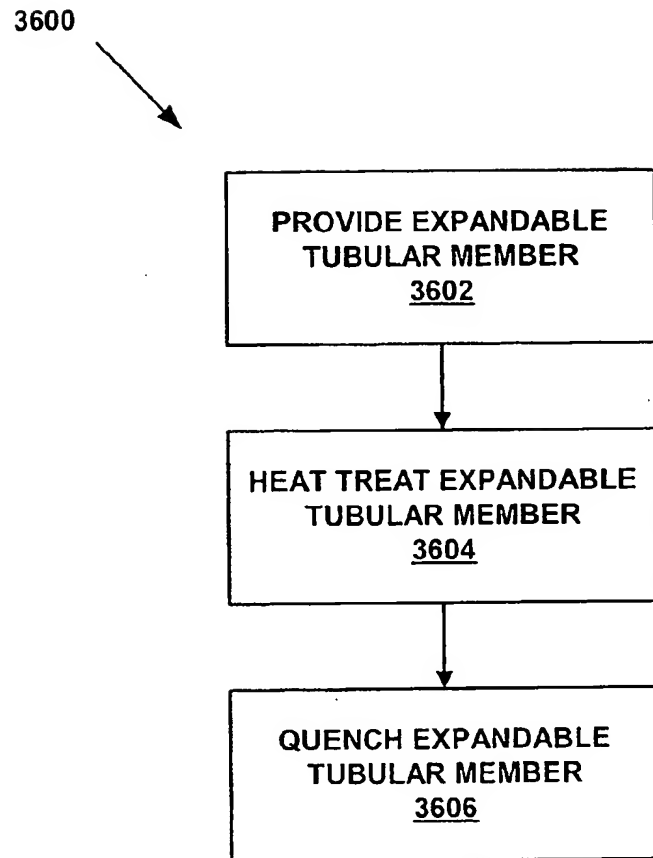 3600
PROVIDE EXPANDABLE
TUBULAR MEMBER
3602
HEAT TREAT EXPANDABLE
TUBULAR MEMBER
3604
QUENCH EXPANDABLE
TUBULAR MEMBER
3606